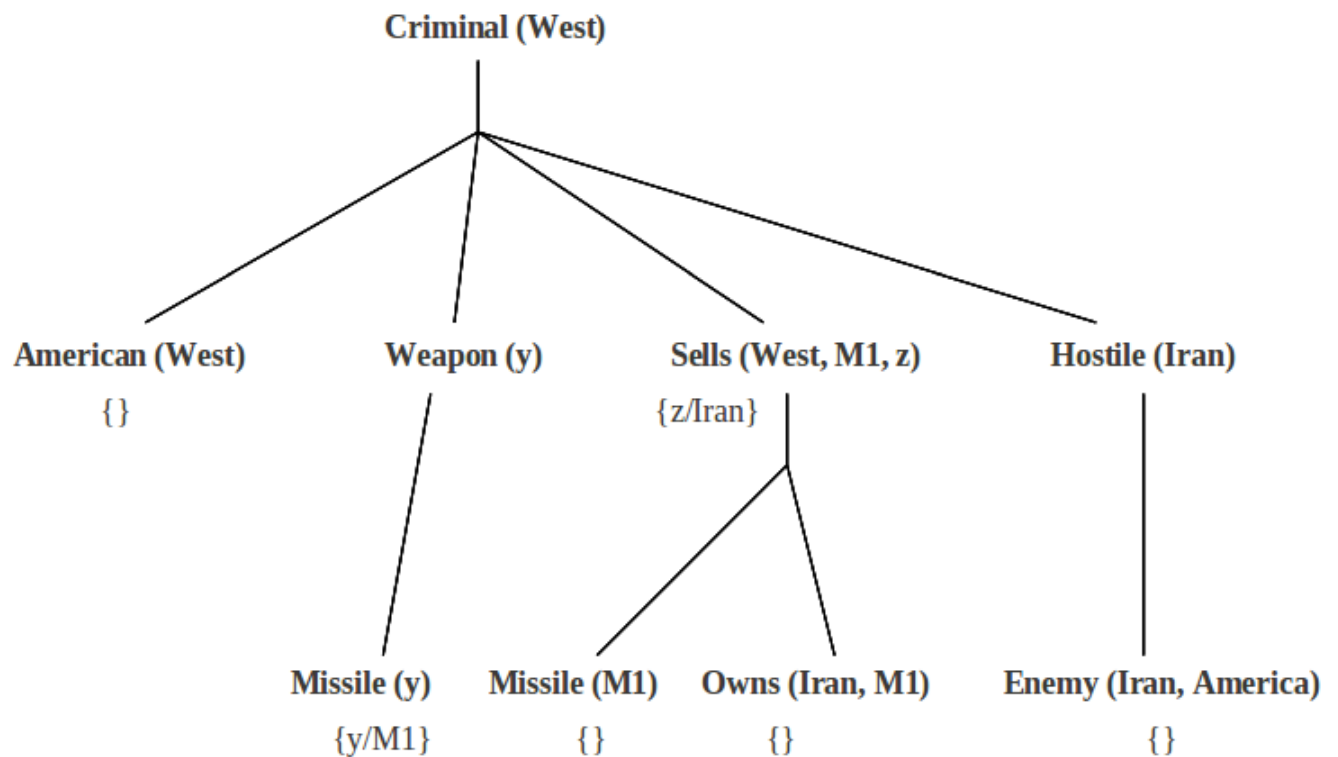 Criminal (West)
American (West) Weapon (y) Sells (West, M1, z) Hostile (Iran)
{} {z/Iran}
Missile (y) Missile (M1) Owns (Iran, M1) Enemy (Iran, America)
{y/M1} {} {} {}